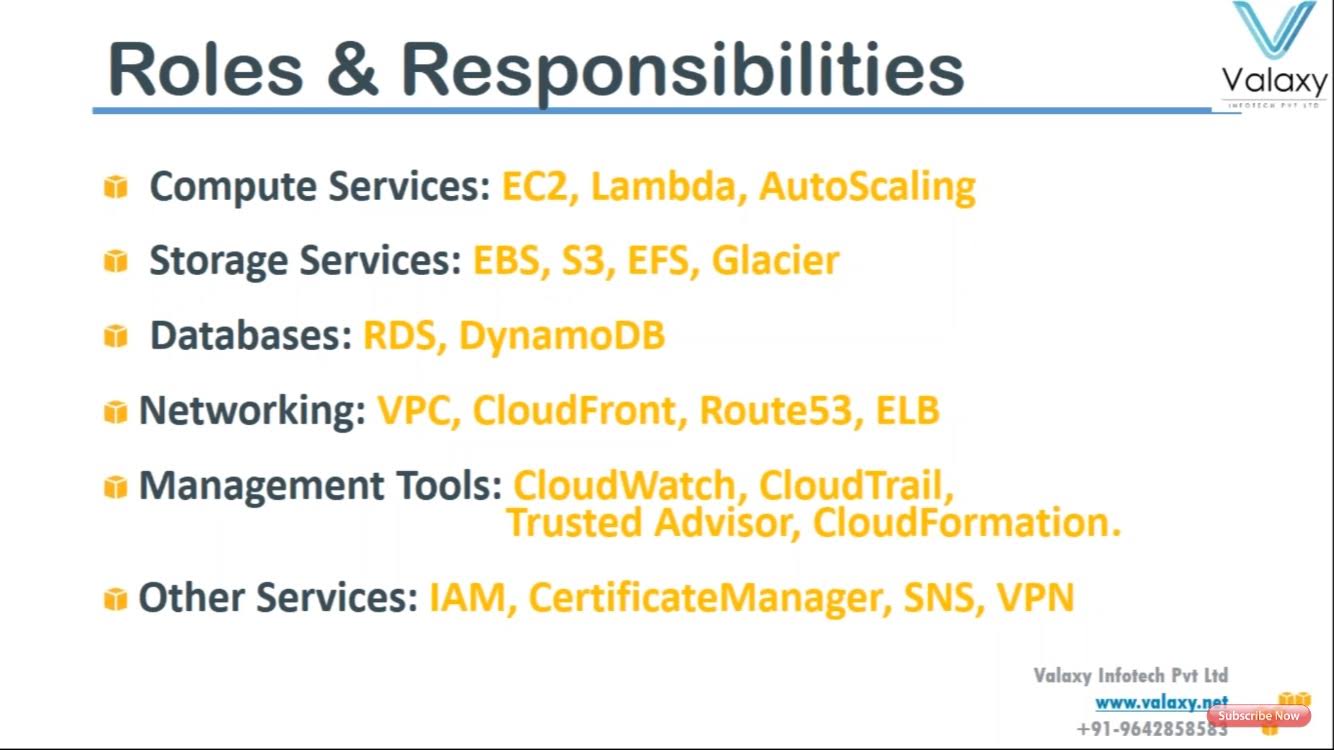 Roles & Responsibilities
Valaxy
INFOTECH PVT LTD
Compute Services: EC2, Lambda, AutoScaling
Storage Services: EBS, S3, EFS, Glacier
Databases: RDS, DynamoDB
Networking: VPC, CloudFront, Route53, ELB
Management Tools: CloudWatch, CloudTrail,
Trusted Advisor, CloudFormation.
Other Services: IAM, CertificateManager, SNS, VPN
Valaxy Infotech Pvt Ltd
www.valaxy.net
Subscribe Now
+91-9642858583